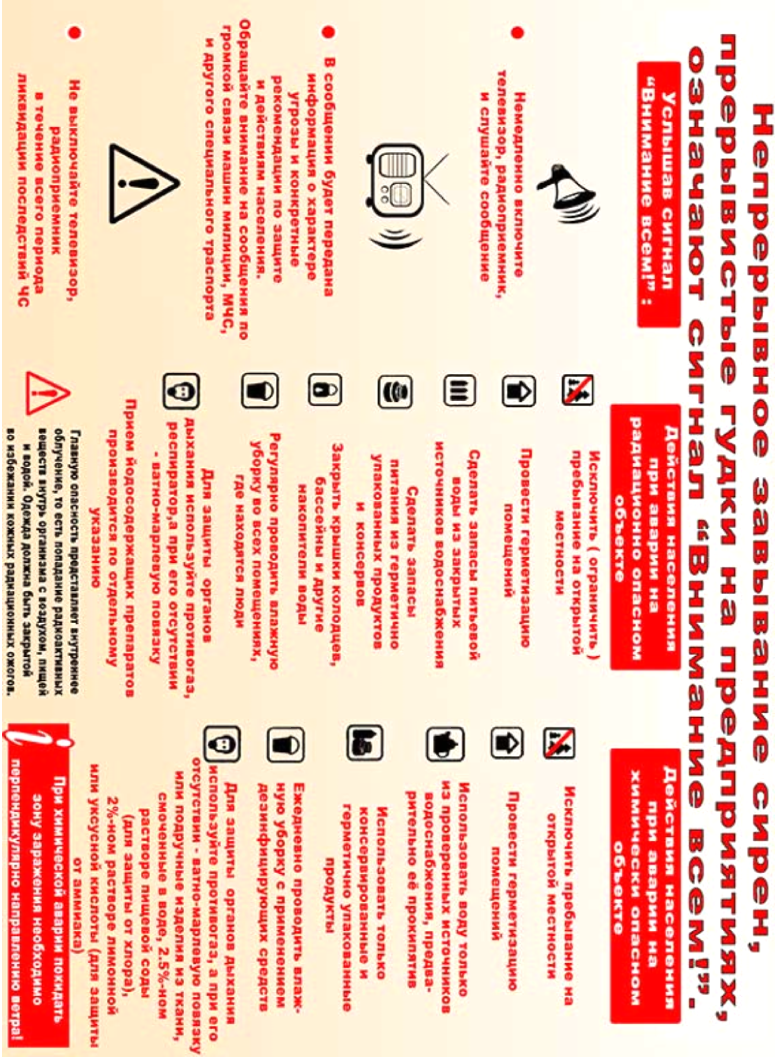 Непрерывное завывание сирен,
прерывистые гудки на предприятиях,
означают сигнал “Внимание всем!”.
Услышав сигнал
“Внимание всем!” :
Немедленно включите
телевизор, радиоприемник,
и слушайте сообщение
В сообщении будет передана
информация о характере
угрозы и конкретные
рекомендации по защите
и действиям населения.
Обращайте внимание на сообщения по
громкой связи машин милиции, МЧС,
и другого специального траспорта
Не выключайте телевизор,
радиоприемник
в течение всего периода
ликвидации последствий ЧС
Действия населения
при аварии на
радиационно опасном
объекте
Исключить ( ограничить )
пребывание на открытой
местности
Провести герметизацию
помещений
Сделать запасы питьевой
воды из закрытых
источников водоснабжения
Сделать запасы
питания из герметично
упакованных продуктов
и консервов
Закрыть крышки колодцев,
бассейны и другие
накопители воды
Регулярно проводить влажную
уборку во всех помещениях,
где находятся люди
Для защиты органов
дыхания используйте противогаз,
респиратор,а при его отсутствии
- ватно-марлевую повязку
Прием йодосодержащих препаратов
производится по отдельному
указанию
Главную опасность представляет внутреннее
облучение, то есть попадание радиоактивных
веществ внутрь организма с воздухом, пищей
и водой. Одежда должна быть закрытой
во избежании кожных радиационных ожогов.
Действия населения
при аварии на
химически опасном
объекте
Исключить пребывание на
открытой местности
Провести герметизацию
помещений
Использовать воду только
из проверенных источников
водоснабжения, предва-
рительно её прокипятив
Использовать только
консервированные и
герметично упакованные
продукты
Ежедневно проводить влаж-
ную уборку с применением
дезинфицирующих средств
Для защиты органов дыхания
используйте противогаз, а при его
отсутствии - ватно-марлевую повязку
или подручные изделия из ткани,
смоченные в воде, 2,5%-ном
растворе пищевой соды
(для защиты от хлора),
2%-ном растворе лимонной
или уксусной кислоты (для защиты
от аммиака)
При химической аварии покидать
зону заражения необходимо
перпендикулярно направлению ветра!